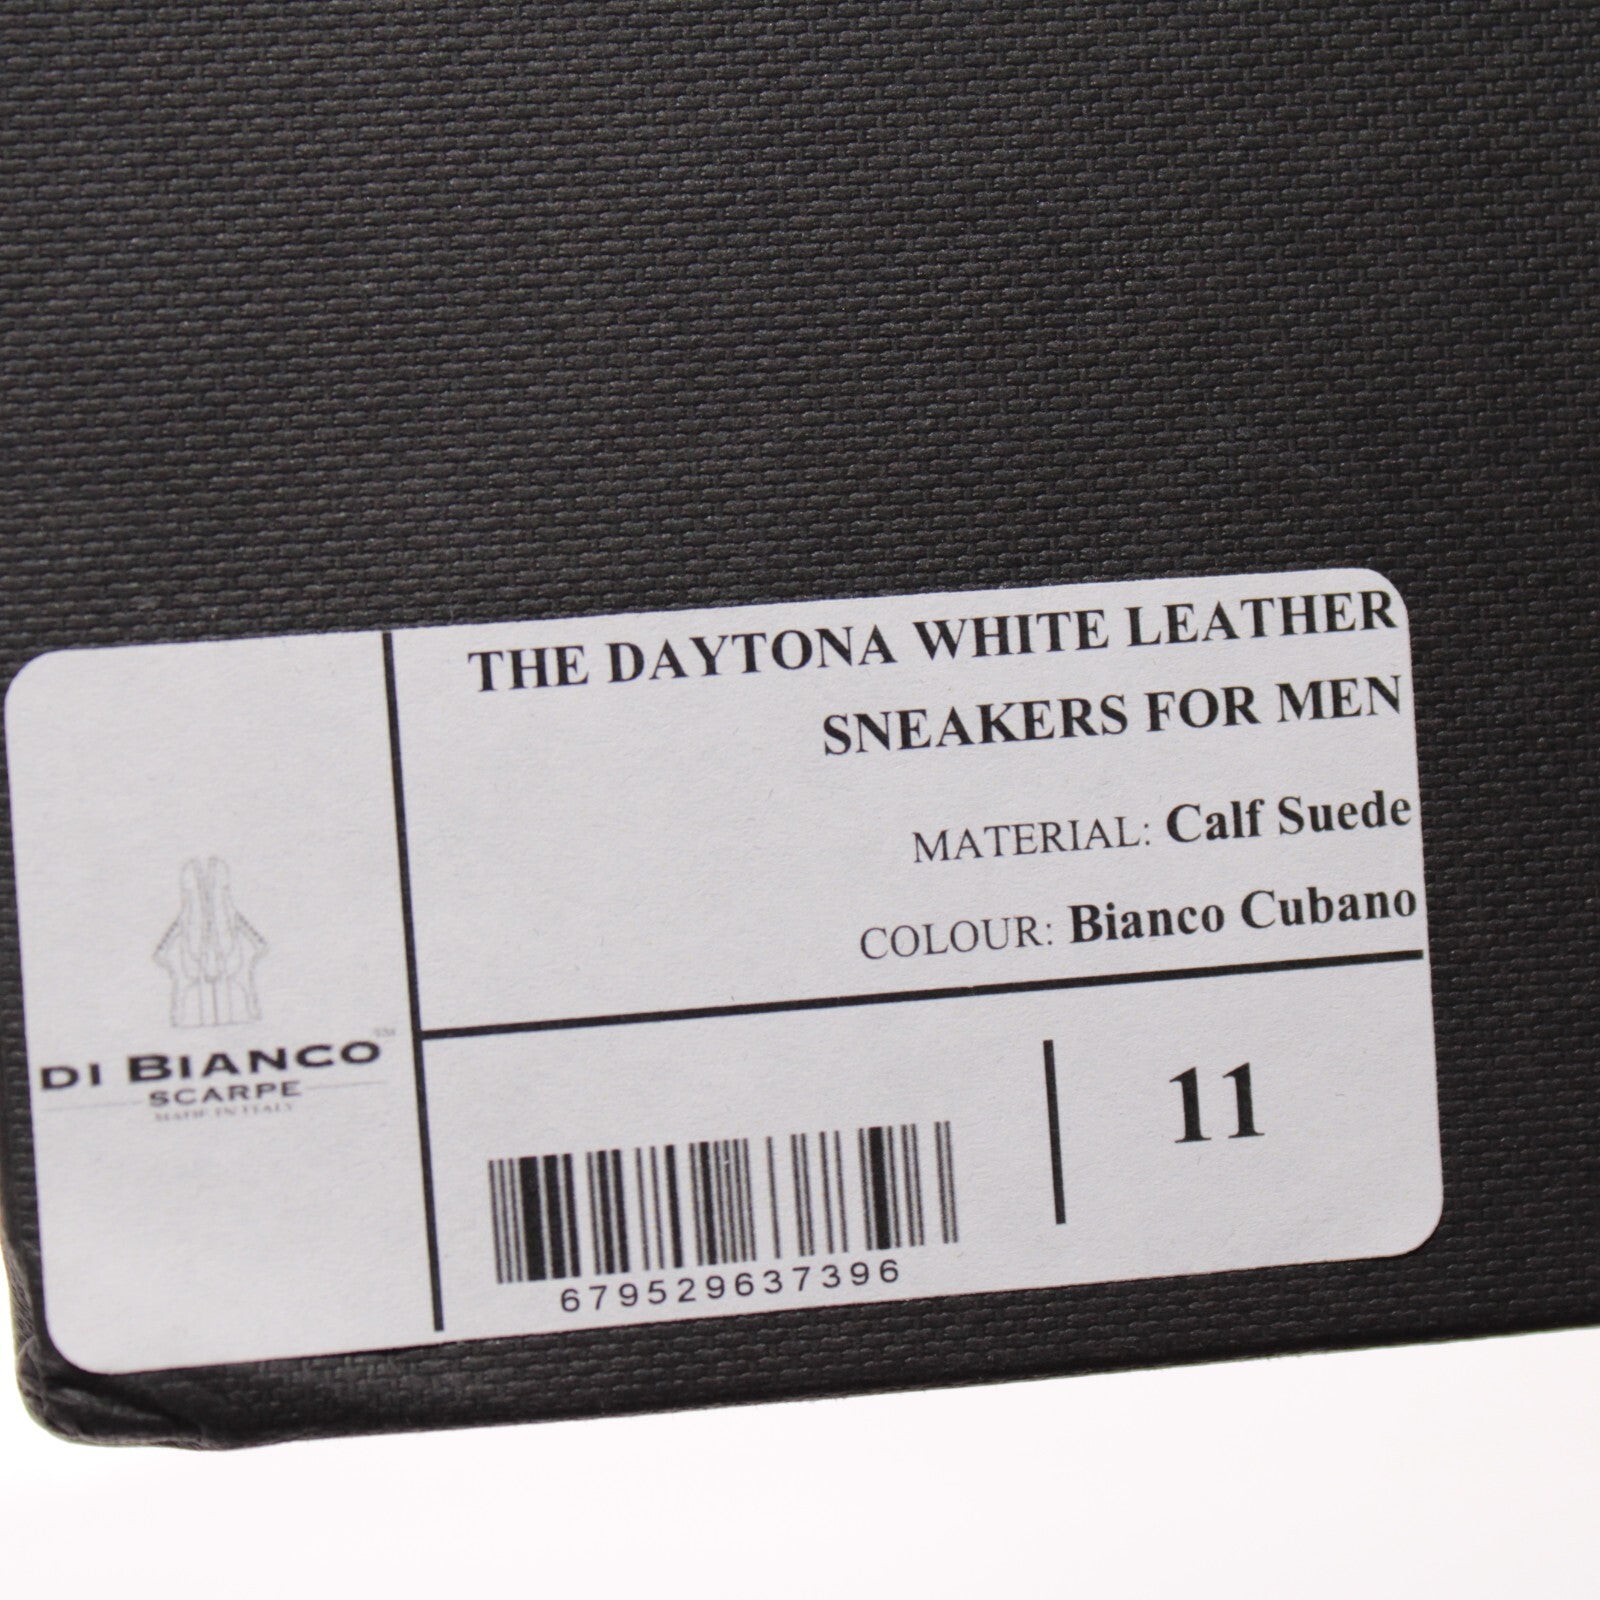 THE DAYTONA WHITE LEATHER
SNEAKERS FOR MEN
MATERIAL: Calf Suede
COLOUR: Bianco Cubano
DI BIANCO™
SCARPE
MADE IN ITALY
679529637396
11